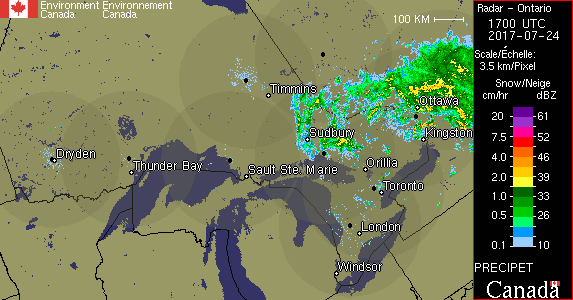 Environment Environnement
Canada Canada
100 KM
Timmins
Ottawa
Sudbury
Kingston
Dryden
Thunder Bay
Sault Ste. Marie
Orillia
Toronto
London
Windsor
Radar - Ontario
1700 UTC
2017-07-24
Scale/Échelle:
3.5 km/Pixel
Snow/Neige
cm/hr dBZ
20 61
7.5 52
4.0 46
2.0 39
1.0 33
0.5 26
0.1 10
PRECIPET
Canada